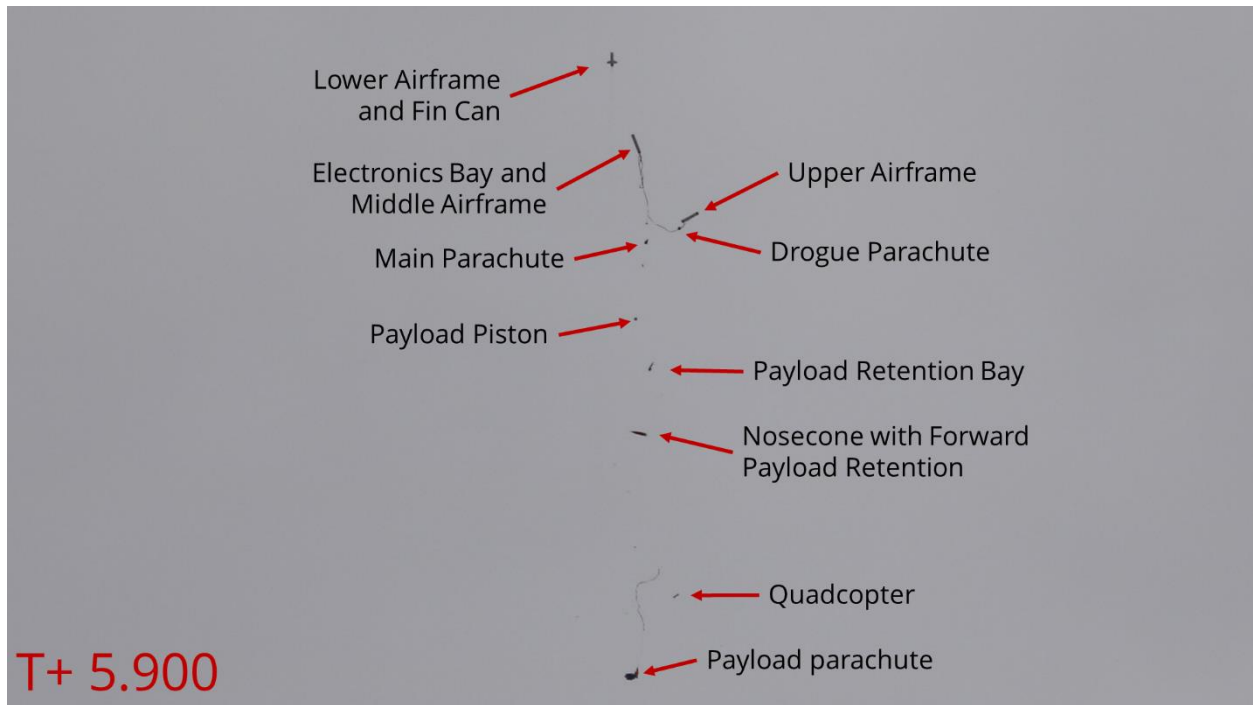 Lower Airframe
and Fin Can
Electronics Bay and
Middle Airframe
Upper Airframe
Main Parachute
Drogue Parachute
Payload Piston
Payload Retention Bay
Nosecone with Forward
Payload Retention
Quadcopter
Payload parachute
T+ 5.900